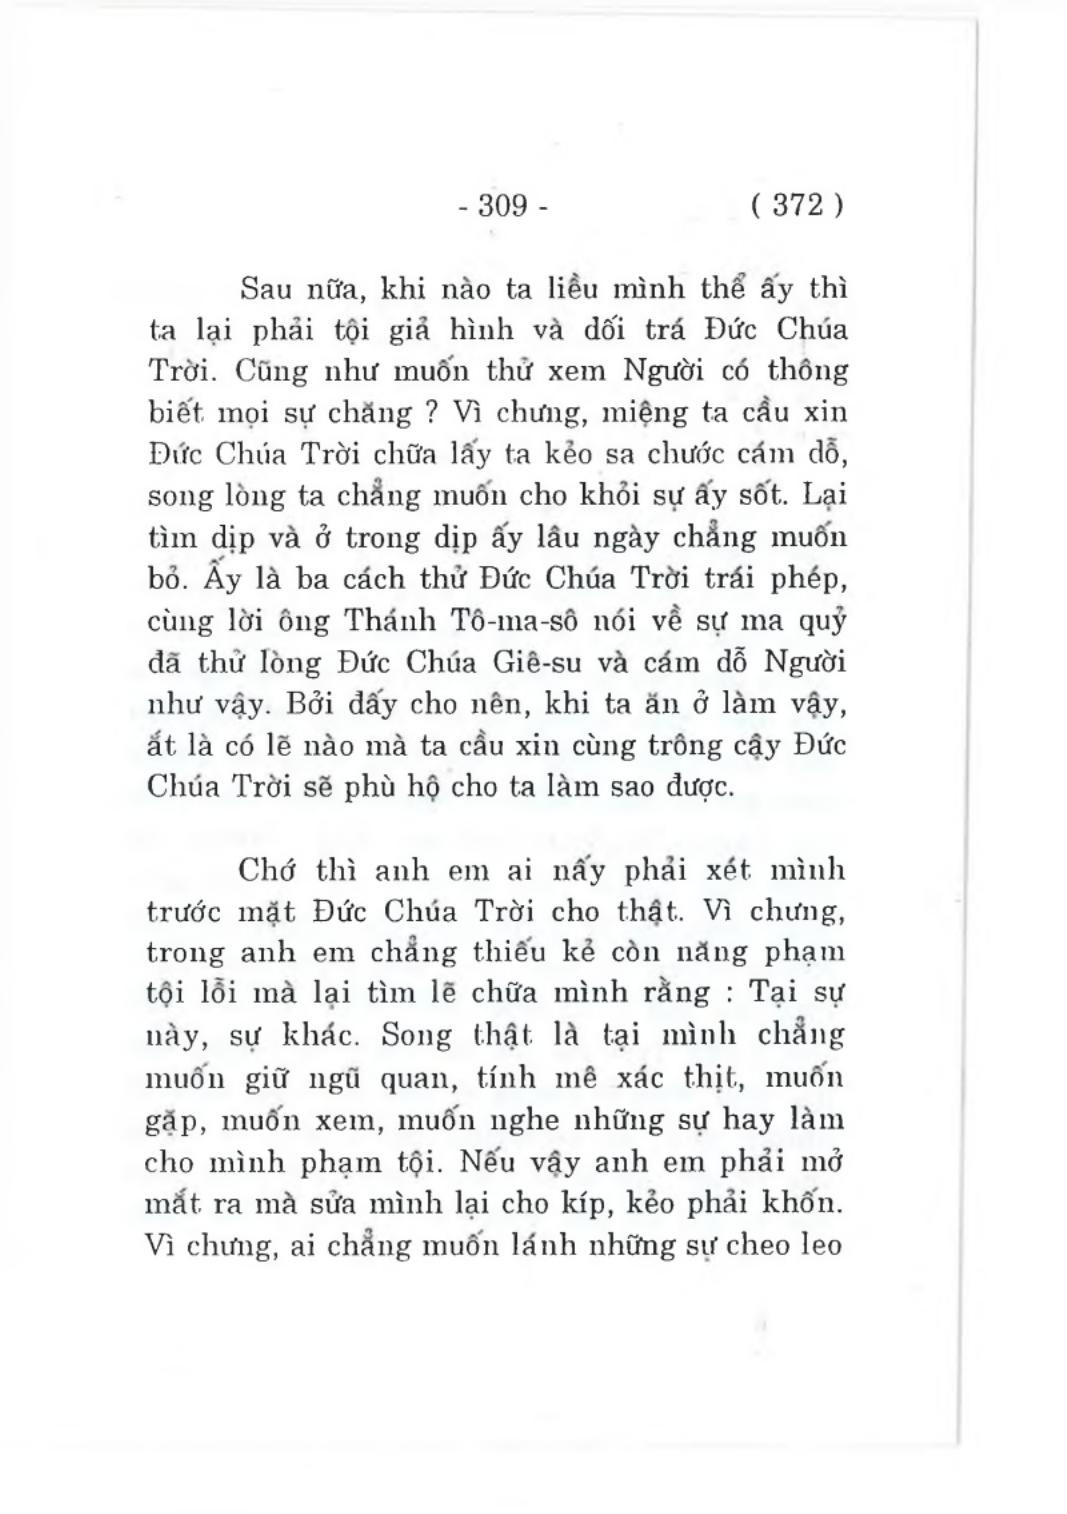 - 309 - ( 372 )
Sau nữa, khi nào ta liều mình thể ấy thì
ta lại phải tội giả hình và dối trá Đức Chúa
Trời. Cũng như muốn thử xem Người có thông
biết mọi sự chăng ? Vì chưng, miệng ta cầu xin
Đức Chúa Trời chữa lấy ta kẻo sa chước cám dỗ,
song lòng ta chẳng muốn cho khỏi sự ấy sốt. Lại
tìm dịp và ở trong dịp ấy lâu ngày chẳng muốn
bỏ. Ấy là ba cách thử Đức Chúa Trời trái phép,
cùng lời ông Thánh Tô-ma-sô nói về sự ma quỷ
đã thử lòng Đức Chúa Giê-su và cám dỗ Người
như vậy. Bởi đấy cho nên, khi ta ăn ở làm vậy,
ắt là có lẽ nào mà ta cầu xin cùng trông cậy Đức
Chúa Trời sẽ phù hộ cho ta làm sao được.
Chớ thì anh em ai nấy phải xét mình
trước mặt Đức Chúa Trời cho thật. Vì chưng,
trong anh em chẳng thiếu kẻ còn năng phạm
tội lỗi mà lại tìm lẽ chữa mình rằng : Tại sự
này, sự khác. Song thật là tại mình chẳng
muốn giữ ngũ quan, tính mê xác thịt, muốn
gặp, muốn xem, muốn nghe những sự hay làm
cho mình phạm tội. Nếu vậy anh em phải mở
mắt ra mà sửa mình lại cho kíp, kẻo phải khốn.
Vì chưng, ai chẳng muốn lánh những sự cheo leo